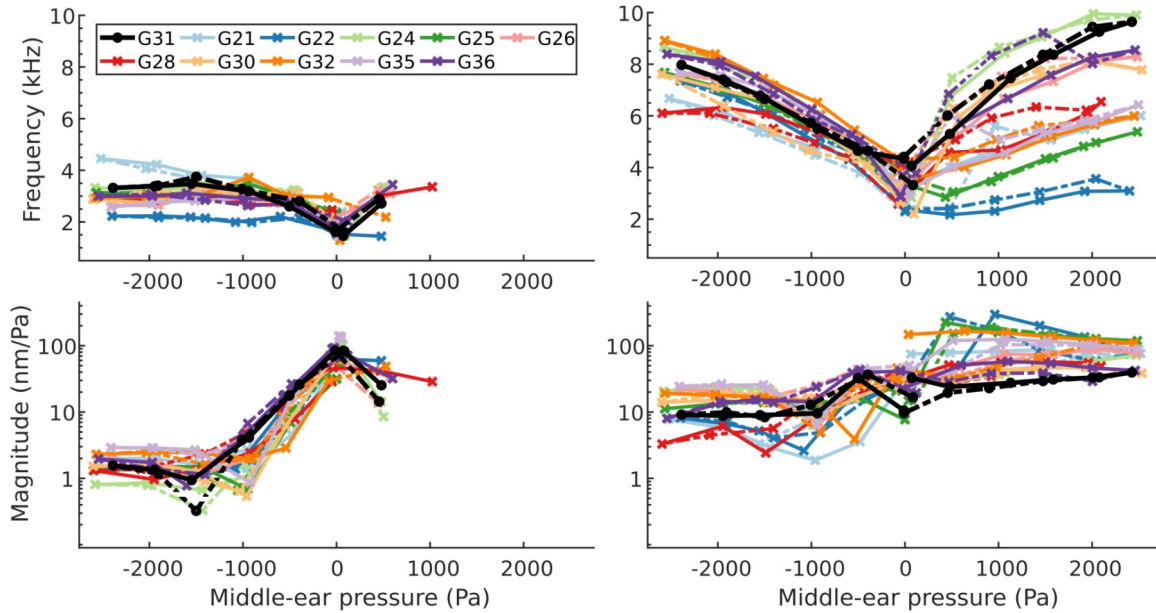 10
8
6
4
2
Frequency (kHz)
G31 G21 G22 G24 G25 G26
G28 G30 G32 G35 G36
-2000 -1000 0 1000 2000
10
8
6
4
2
-2000 -1000 0 1000 2000
100
10
1
Magnitude (nm/Pa)
-2000 -1000 0 1000 2000
Middle-ear pressure (Pa)
100
10
1
-2000 -1000 0 1000 2000
Middle-ear pressure (Pa)